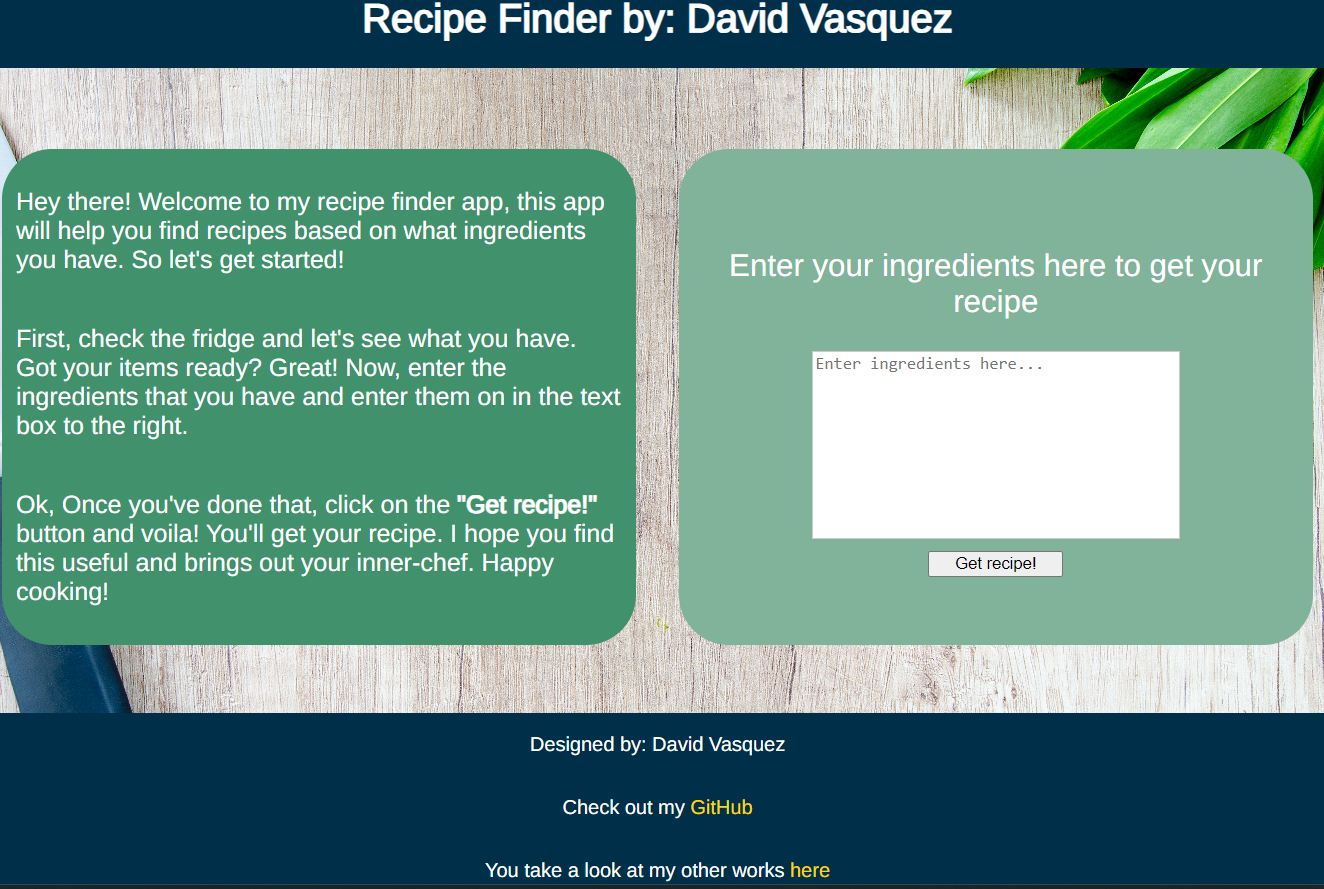 Recipe Finder by: David Vasquez
Hey there! Welcome to my recipe finder app, this app
will help you find recipes based on what ingredients
you have. So let's get started!
First, check the fridge and let's see what you have.
Got your items ready? Great! Now, enter the
ingredients that you have and enter them on in the text
box to the right.
Ok, Once you've done that, click on the "Get recipe!"
button and voila! You'll get your recipe. I hope you find
this useful and brings out your inner-chef. Happy
cooking!
Enter your ingredients here to get your
recipe
Enter ingredients here...
Get recipe!
Designed by: David Vasquez
Check out my GitHub
You take a look at my other works here